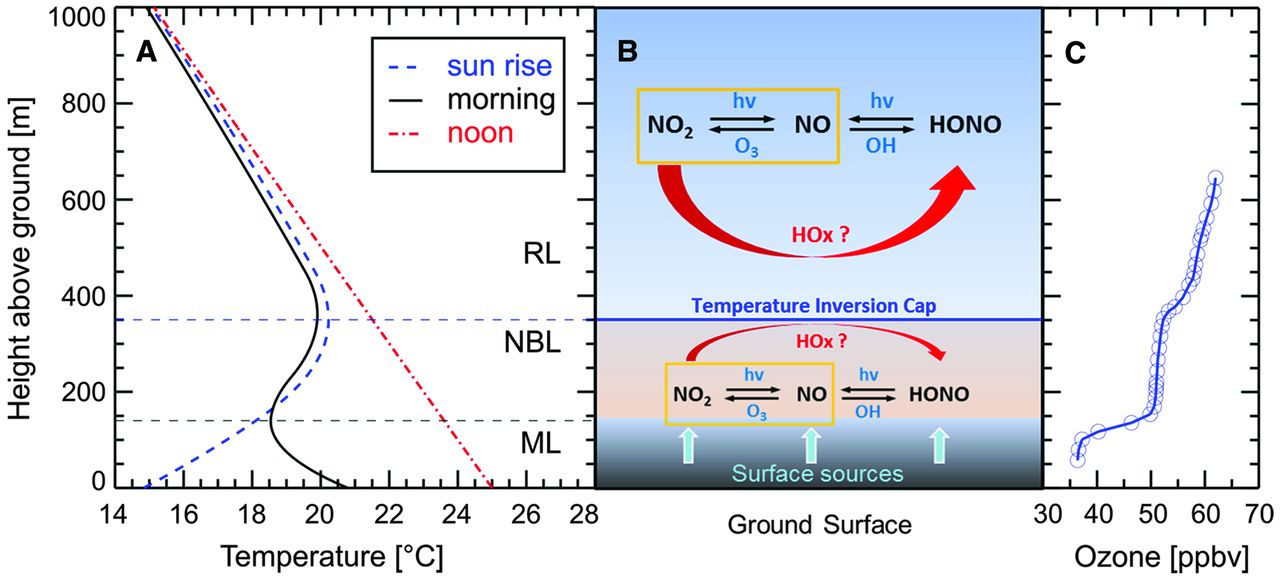 1000
800
600
400
200
0
Height above ground [m]
A
sun rise
morning
noon
RL
NBL
ML
14 16 18 20 22 24 26 28
Temperature [°C]
B
hv hv
NO₂ NO HONO
O₃ OH
HOx ?
Temperature Inversion Cap
HOx ?
hv hv
NO₂ NO HONO
O₃ OH
Surface sources
Ground Surface
C
30 40 50 60 70
Ozone [ppbv]